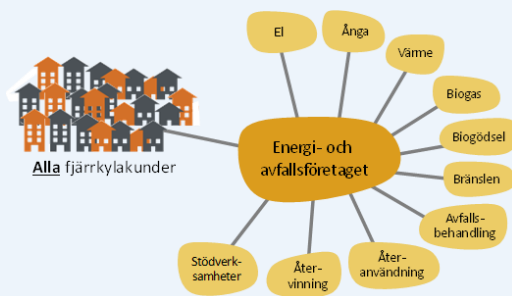 El
Ånga
Värme
Biogas
Biogödsel
Bränslen
Avfalls-
behandling
Åter-
användning
Åter-
vinning
Stödverk-
samheter
Energi- och
avfallsföretaget
Alla fjärrkylakunder